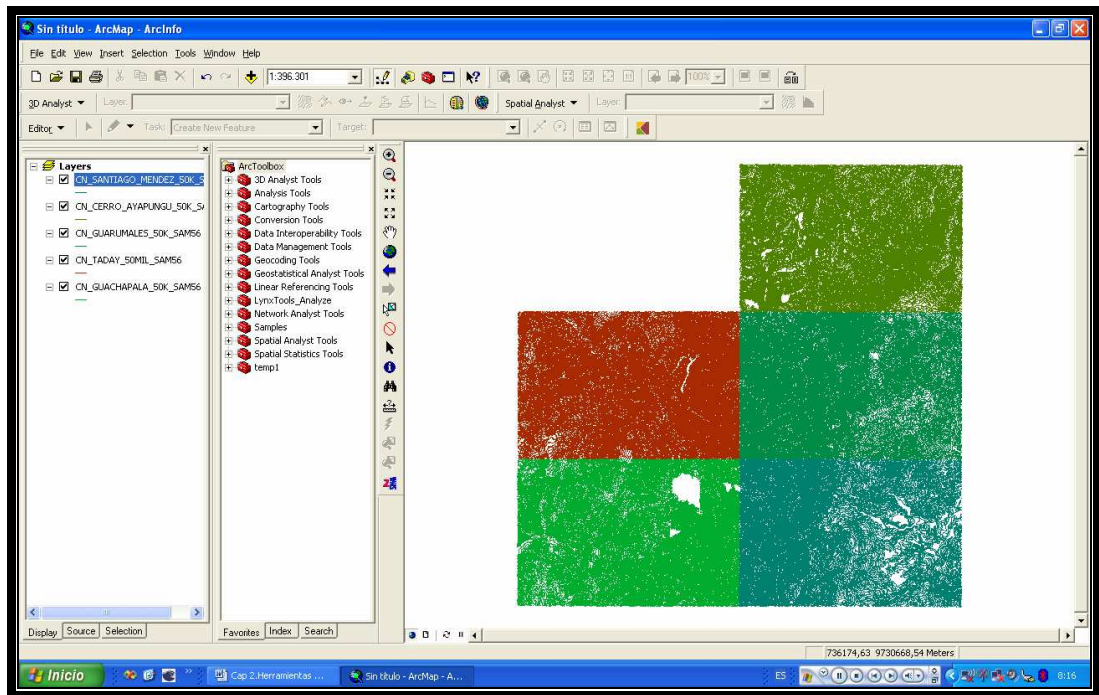 Sin título - ArcMap - ArcInfo
File Edit View Insert Selection Tools Window Help
1:396.301
100%
3D Analyst
Layer:
Spatial Analyst
Layer:
Editor
Task:
Create New Feature
Target:
Layers
CN_SANTIAGO_MENDEZ_50K_S
CN_CERRO_AYAPUNGU_50K_SA
CN_GUARUMALES_50K_SAM56
CN_TADAY_50MIL_SAM56
CN_GUACHAPALA_50K_SAM56
Display Source Selection
ArcToolbox
3D Analyst Tools
Analysis Tools
Cartography Tools
Conversion Tools
Data Interoperability Tools
Data Management Tools
Geocoding Tools
Geostatistical Analyst Tools
Linear Referencing Tools
LynxTools_Analyze
Network Analyst Tools
Samples
Spatial Analyst Tools
Spatial Statistics Tools
temp1
Favorites Index Search
736174,63 9730668,54 Meters
Inicio
Cap 2.Herramientas ...
Sin título - ArcMap - A...
ES
8:16